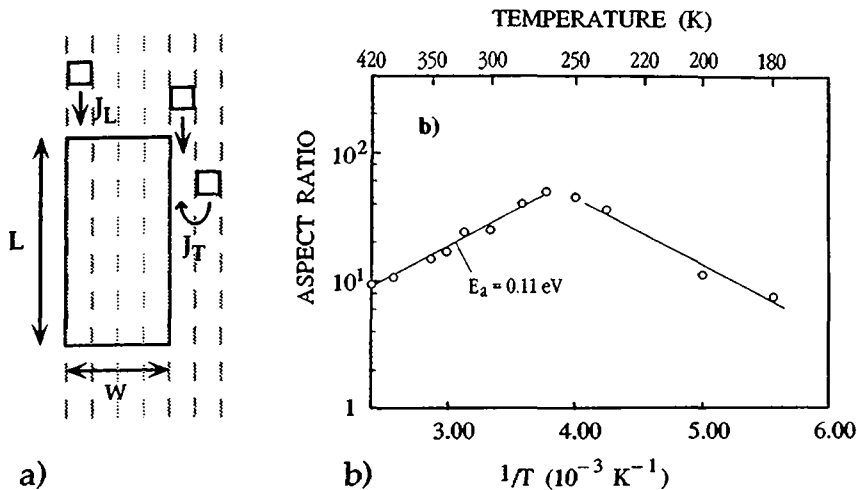 J_L
L
J_T
W
a)
TEMPERATURE (K)
420 350 300 250 220 200 180
b)
ASPECT RATIO
10^2
10^1
1
E_a = 0.11 eV
3.00 4.00 5.00 6.00
b) 1/T (10^-3 K^-1)